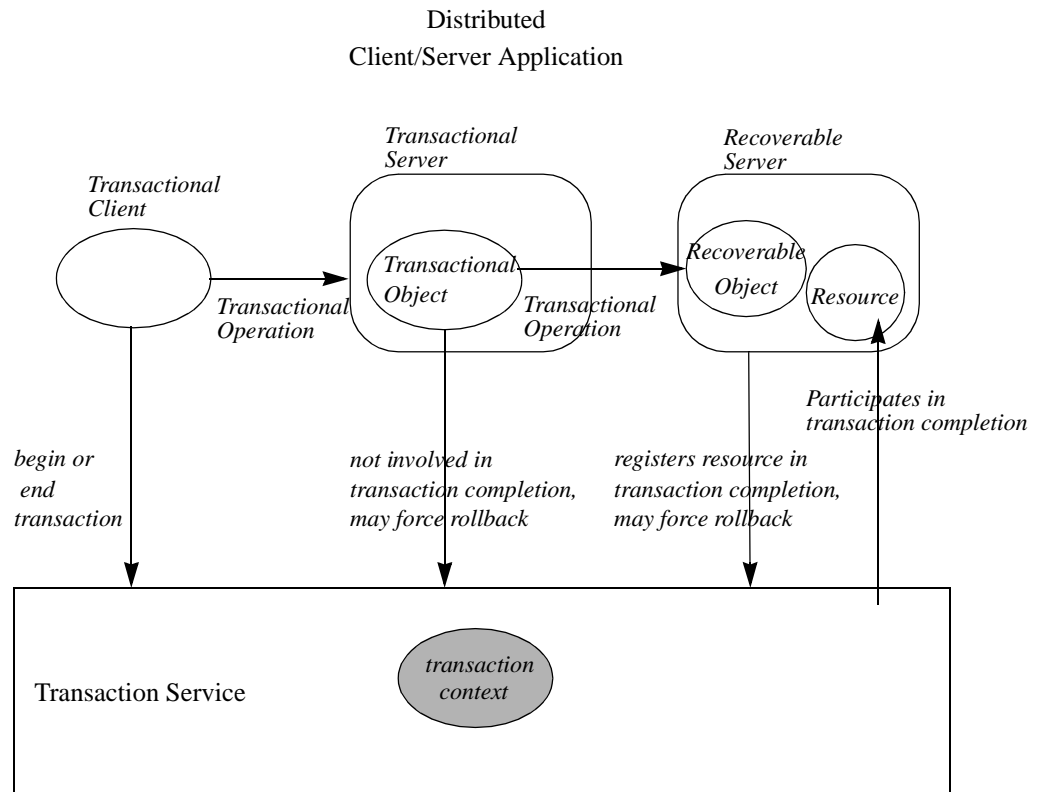 Distributed
Client/Server Application
Transactional
Client
Transactional
Server
Recoverable
Server
Transactional
Object
Recoverable
Object
Resource
Transactional
Operation
Transactional
Operation
Participates in
transaction completion
begin or
end
transaction
not involved in
transaction completion,
may force rollback
registers resource in
transaction completion,
may force rollback
transaction
context
Transaction Service